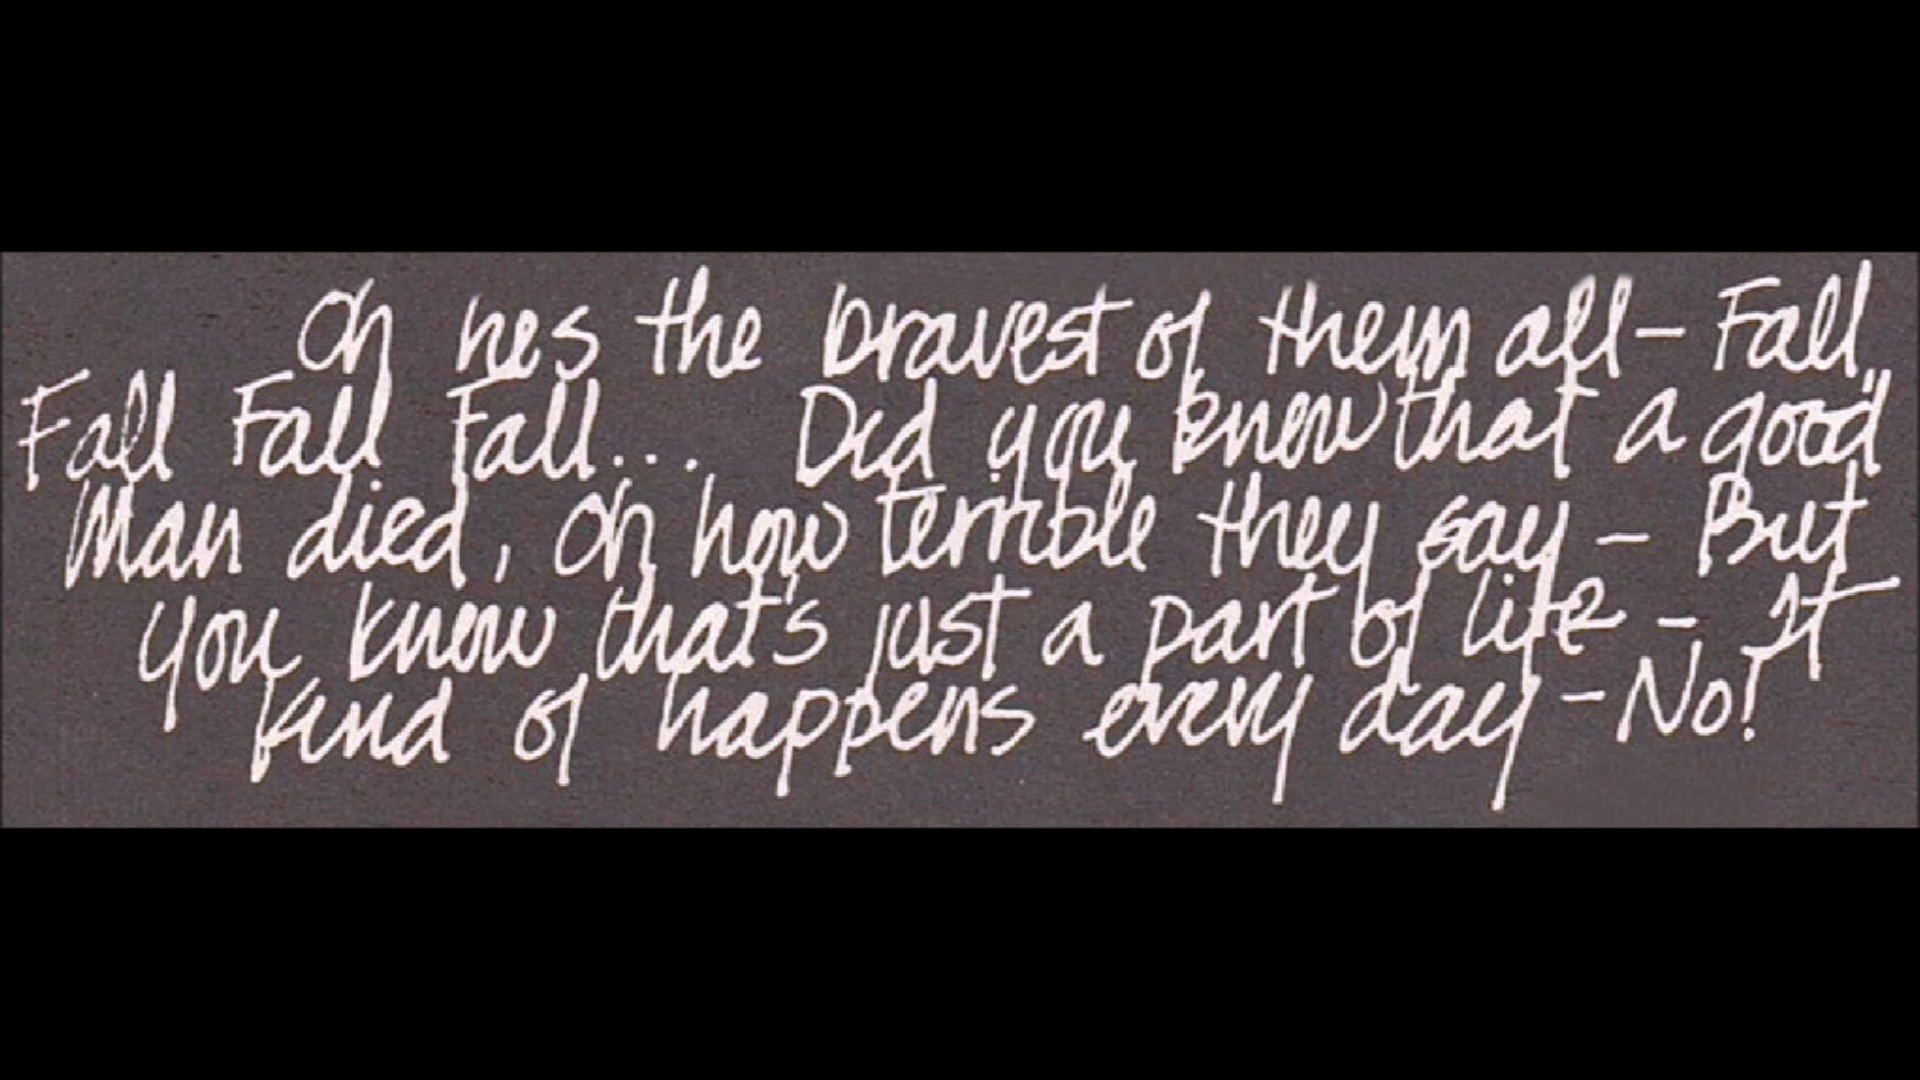 Oh hes the bravest of them all - Fall,
Fall Fall Fall... Did you know that a good
Man died, Oh how terrible they say - But
you know that's just a part of life - It
kind of happens every day - No!